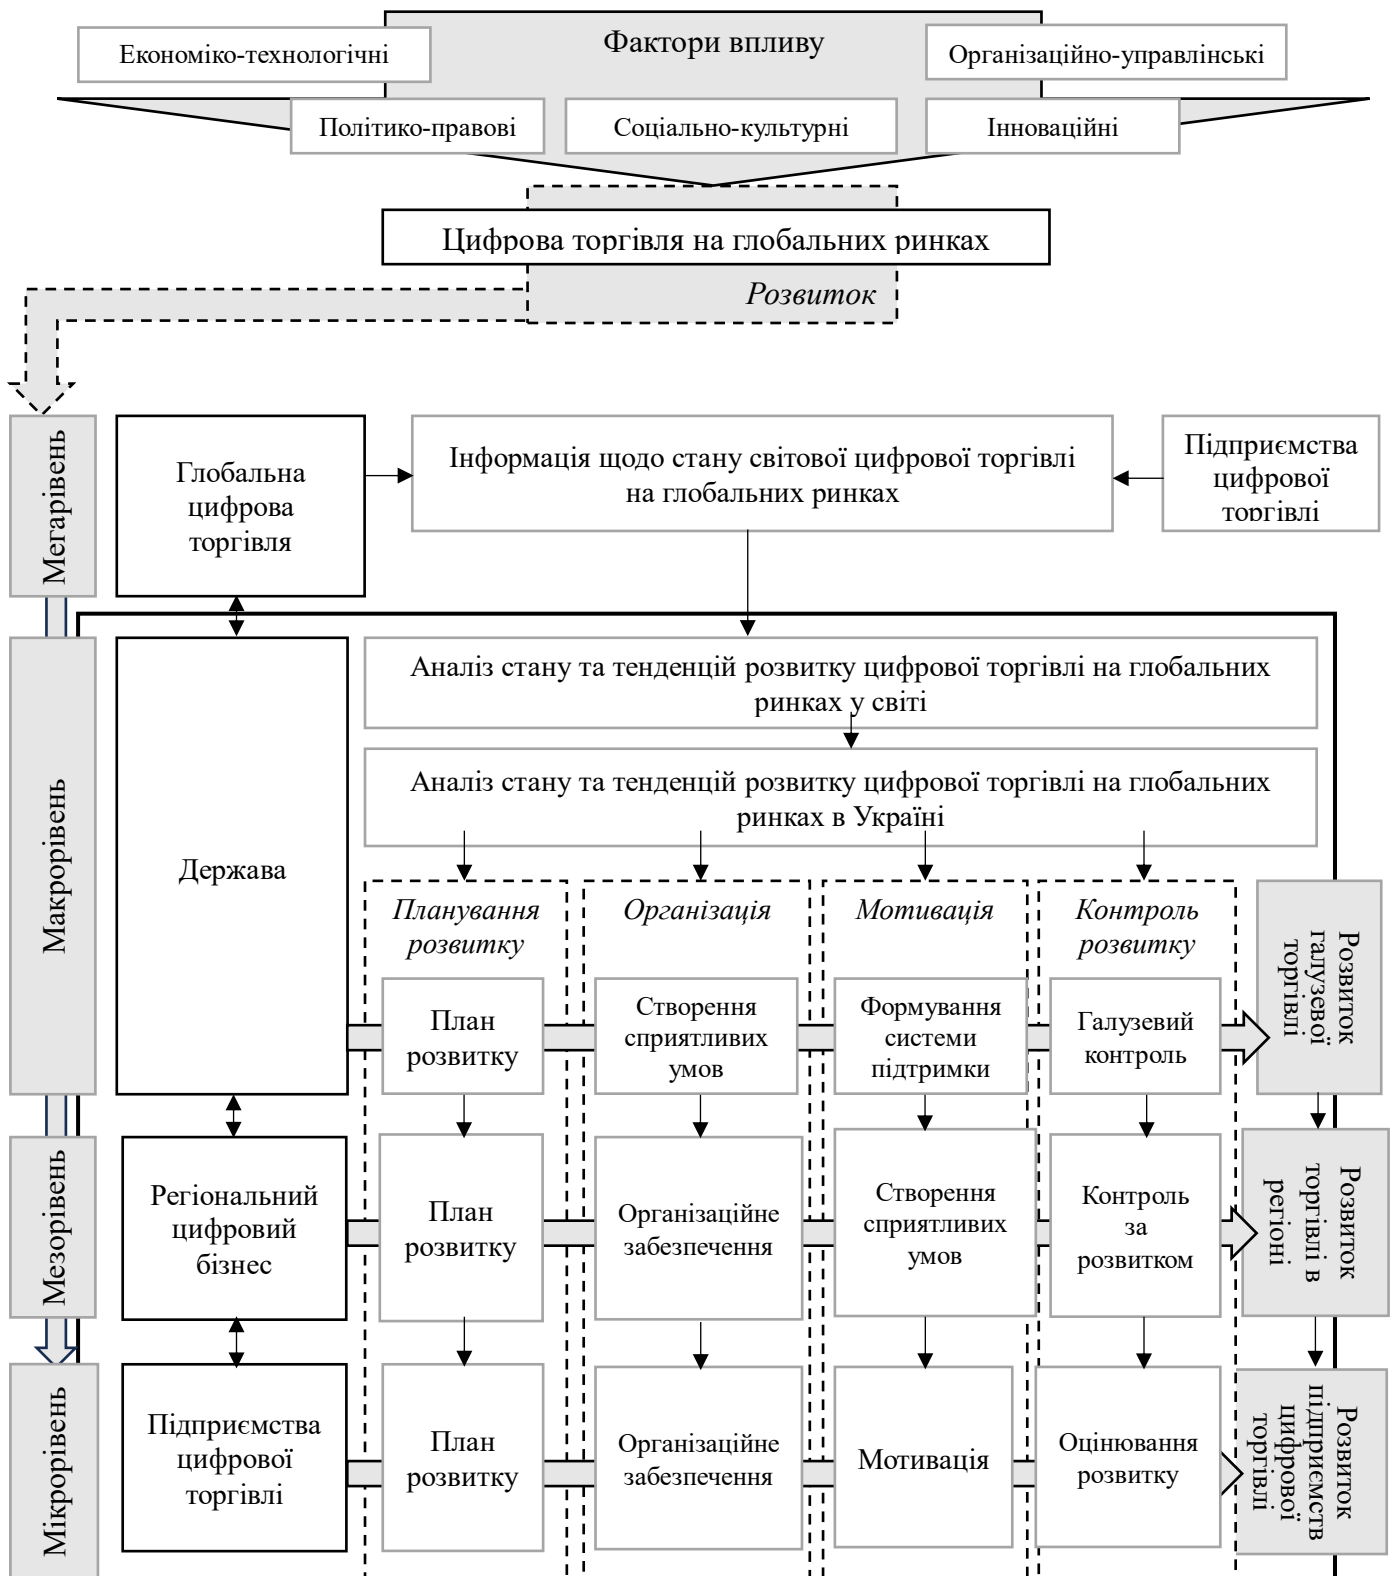 Фактори впливу
Економіко-технологічні
Організаційно-управлінські
Політико-правові
Соціально-культурні
Інноваційні
Цифрова торгівля на глобальних ринках
Розвиток
Мегарівень
Глобальна
цифрова
торгівля
Інформація щодо стану світової цифрової торгівлі
на глобальних ринках
Підприємства
цифрової
торгівлі
Макрорівень
Держава
Аналіз стану та тенденцій розвитку цифрової торгівлі на глобальних
ринках у світі
Аналіз стану та тенденцій розвитку цифрової торгівлі на глобальних
ринках в Україні
Планування
розвитку
Організація
Мотивація
Контроль
розвитку
План
розвитку
Створення
сприятливих
умов
Формування
системи
підтримки
Галузевий
контроль
Розвиток
галузевої
торгівлі
Мезорівень
Регіональний
цифровий
бізнес
План
розвитку
Організаційне
забезпечення
Створення
сприятливих
умов
Контроль
за
розвитком
Розвиток
торгівлі в
регіоні
Мікрорівень
Підприємства
цифрової
торгівлі
План
розвитку
Організаційне
забезпечення
Мотивація
Оцінювання
розвитку
Розвиток
підприємств
цифрової
торгівлі